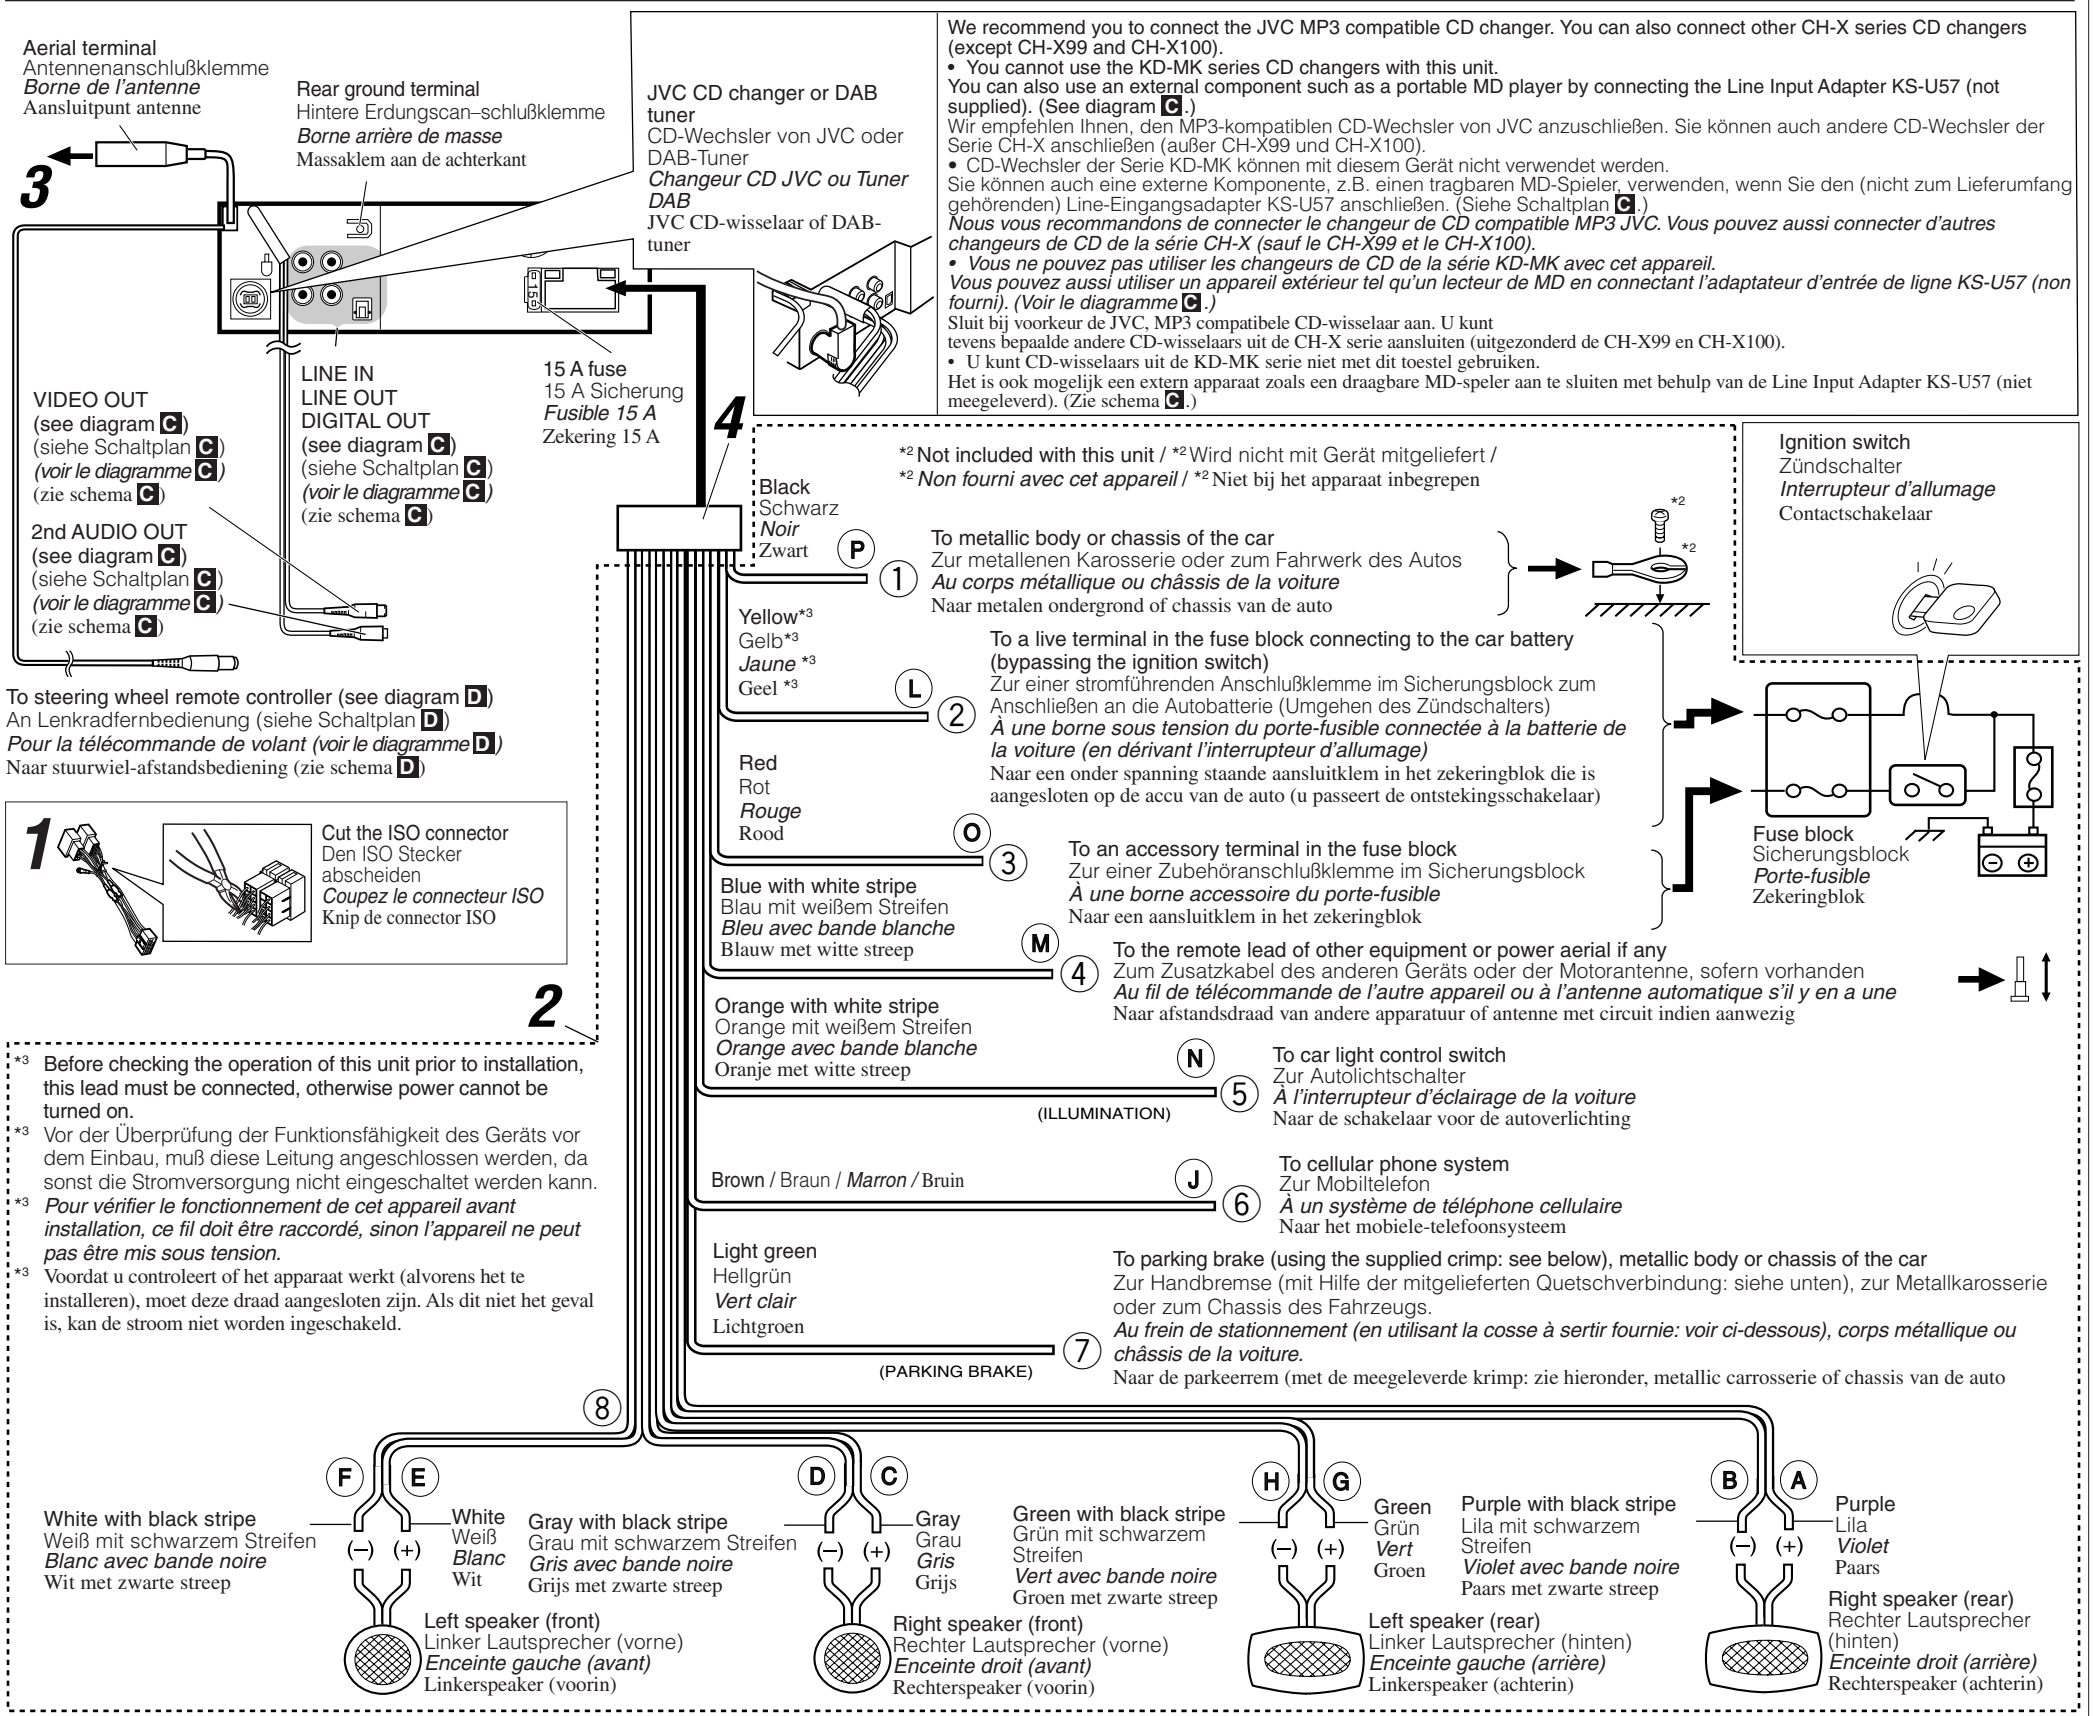 Aerial terminal
Antennenanschlußklemme
Borne de l'antenne
Aansluitpunt antenne
Rear ground terminal
Hintere Erdungscan–schlußklemme
Borne arrière de masse
Massaklem aan de achterkant
3
JVC CD changer or DAB
tuner
CD-Wechsler von JVC oder
DAB-Tuner
Changeur CD JVC ou Tuner
DAB
JVC CD-wisselaar of DAB-
tuner
We recommend you to connect the JVC MP3 compatible CD changer. You can also connect other CH-X series CD changers
(except CH-X99 and CH-X100).
• You cannot use the KD-MK series CD changers with this unit.
You can also use an external component such as a portable MD player by connecting the Line Input Adapter KS-U57 (not
supplied). (See diagram C .)
Wir empfehlen Ihnen, den MP3-kompatiblen CD-Wechsler von JVC anzuschließen. Sie können auch andere CD-Wechsler der
Serie CH-X anschließen (außer CH-X99 und CH-X100).
• CD-Wechsler der Serie KD-MK können mit diesem Gerät nicht verwendet werden.
Sie können auch eine externe Komponente, z.B. einen tragbaren MD-Spieler, verwenden, wenn Sie den (nicht zum Lieferumfang
gehörenden) Line-Eingangsadapter KS-U57 anschließen. (Siehe Schaltplan C .)
Nous vous recommandons de connecter le changeur de CD compatible MP3 JVC. Vous pouvez aussi connecter d'autres
changeurs de CD de la série CH-X (sauf le CH-X99 et le CH-X100).
• Vous ne pouvez pas utiliser les changeurs de CD de la série KD-MK avec cet appareil.
Vous pouvez aussi utiliser un appareil extérieur tel qu'un lecteur de MD en connectant l'adaptateur d'entrée de ligne KS-U57 (non
fourni). (Voir le diagramme C .)
Sluit bij voorkeur de JVC, MP3 compatibele CD-wisselaar aan. U kunt
tevens bepaalde andere CD-wisselaars uit de CH-X serie aansluiten (uitgezonderd de CH-X99 en CH-X100).
• U kunt CD-wisselaars uit de KD-MK serie niet met dit toestel gebruiken.
Het is ook mogelijk een extern apparaat zoals een draagbare MD-speler aan te sluiten met behulp van de Line Input Adapter KS-U57 (niet
meegeleverd). (Zie schema C .)
15
VIDEO OUT
(see diagram C)
(siehe Schaltplan C)
(voir le diagramme C)
(zie schema C)
2nd AUDIO OUT
(see diagram C)
(siehe Schaltplan C)
(voir le diagramme C)
(zie schema C)
LINE IN
LINE OUT
DIGITAL OUT
(see diagram C)
(siehe Schaltplan C)
(voir le diagramme C)
(zie schema C)
15 A fuse
15 A Sicherung
Fusible 15 A
Zekering 15 A
4
To steering wheel remote controller (see diagram D)
An Lenkradfernbedienung (siehe Schaltplan D)
Pour la télécommande de volant (voir le diagramme D)
Naar stuurwiel-afstandsbediening (zie schema D)
1
Cut the ISO connector
Den ISO Stecker
abscheiden
Coupez le connecteur ISO
Knip de connector ISO
2
*2 Not included with this unit / *2 Wird nicht mit Gerät mitgeliefert /
*2 Non fourni avec cet appareil / *2 Niet bij het apparaat inbegrepen
Ignition switch
Zündschalter
Interrupteur d'allumage
Contactschakelaar
Black
Schwarz
Noir
Zwart
P
1
To metallic body or chassis of the car
Zur metallenen Karosserie oder zum Fahrwerk des Autos
Au corps métallique ou châssis de la voiture
Naar metalen ondergrond of chassis van de auto
*2
*2
Yellow*3
Gelb*3
Jaune *3
Geel *3
L
2
To a live terminal in the fuse block connecting to the car battery
(bypassing the ignition switch)
Zur einer stromführenden Anschlußklemme im Sicherungsblock zum
Anschließen an die Autobatterie (Umgehen des Zündschalters)
À une borne sous tension du porte-fusible connectée à la batterie de
la voiture (en dérivant l'interrupteur d'allumage)
Naar een onder spanning staande aansluitklem in het zekeringblok die is
aangesloten op de accu van de auto (u passeert de ontstekingsschakelaar)
Red
Rot
Rouge
Rood
O
3
To an accessory terminal in the fuse block
Zur einer Zubehöranschlußklemme im Sicherungsblock
À une borne accessoire du porte-fusible
Naar een aansluitklem in het zekeringblok
Fuse block
Sicherungsblock
Porte-fusible
Zekeringblok
Blue with white stripe
Blau mit weißem Streifen
Bleu avec bande blanche
Blauw met witte streep
M
4
To the remote lead of other equipment or power aerial if any
Zum Zusatzkabel des anderen Geräts oder der Motorantenne, sofern vorhanden
Au fil de télécommande de l'autre appareil ou à l'antenne automatique s'il y en a une
Naar afstandsdraad van andere apparatuur of antenne met circuit indien aanwezig
Orange with white stripe
Orange mit weißem Streifen
Orange avec bande blanche
Oranje met witte streep
(ILLUMINATION)
N
5
To car light control switch
Zur Autolichtschalter
À l'interrupteur d'éclairage de la voiture
Naar de schakelaar voor de autoverlichting
*3 Before checking the operation of this unit prior to installation,
this lead must be connected, otherwise power cannot be
turned on.
*3 Vor der Überprüfung der Funktionsfähigkeit des Geräts vor
dem Einbau, muß diese Leitung angeschlossen werden, da
sonst die Stromversorgung nicht eingeschaltet werden kann.
*3 Pour vérifier le fonctionnement de cet appareil avant
installation, ce fil doit être raccordé, sinon l'appareil ne peut
pas être mis sous tension.
*3 Voordat u controleert of het apparaat werkt (alvorens het te
installeren), moet deze draad aangesloten zijn. Als dit niet het geval
is, kan de stroom niet worden ingeschakeld.
Brown / Braun / Marron / Bruin
J
6
To cellular phone system
Zur Mobiltelefon
À un système de téléphone cellulaire
Naar het mobiele-telefoonsysteem
Light green
Hellgrün
Vert clair
Lichtgroen
(PARKING BRAKE)
7
To parking brake (using the supplied crimp: see below), metallic body or chassis of the car
Zur Handbremse (mit Hilfe der mitgelieferten Quetschverbindung: siehe unten), zur Metallkarosserie
oder zum Chassis des Fahrzeugs.
Au frein de stationnement (en utilisant la cosse à sertir fournie: voir ci-dessous), corps métallique ou
châssis de la voiture.
Naar de parkeerrem (met de meegeleverde krimp: zie hieronder, metallic carrosserie of chassis van de auto
8
F E
White with black stripe
Weiß mit schwarzem Streifen
Blanc avec bande noire
Wit met zwarte streep
(–) (+)
White
Weiß
Blanc
Wit
Left speaker (front)
Linker Lautsprecher (vorne)
Enceinte gauche (avant)
Linkerspeaker (voorin)
D C
Gray with black stripe
Grau mit schwarzem Streifen
Gris avec bande noire
Grijs met zwarte streep
(–) (+)
Gray
Grau
Gris
Grijs
Right speaker (front)
Rechter Lautsprecher (vorne)
Enceinte droit (avant)
Rechterspeaker (voorin)
H G
Green with black stripe
Grün mit schwarzem
Streifen
Vert avec bande noire
Groen met zwarte streep
(–) (+)
Green
Grün
Vert
Groen
Left speaker (rear)
Linker Lautsprecher (hinten)
Enceinte gauche (arrière)
Linkerspeaker (achterin)
B A
Purple with black stripe
Lila mit schwarzem
Streifen
Violet avec bande noire
Paars met zwarte streep
(–) (+)
Purple
Lila
Violet
Paars
Right speaker (rear)
Rechter Lautsprecher
(hinten)
Enceinte droit (arrière)
Rechterspeaker (achterin)